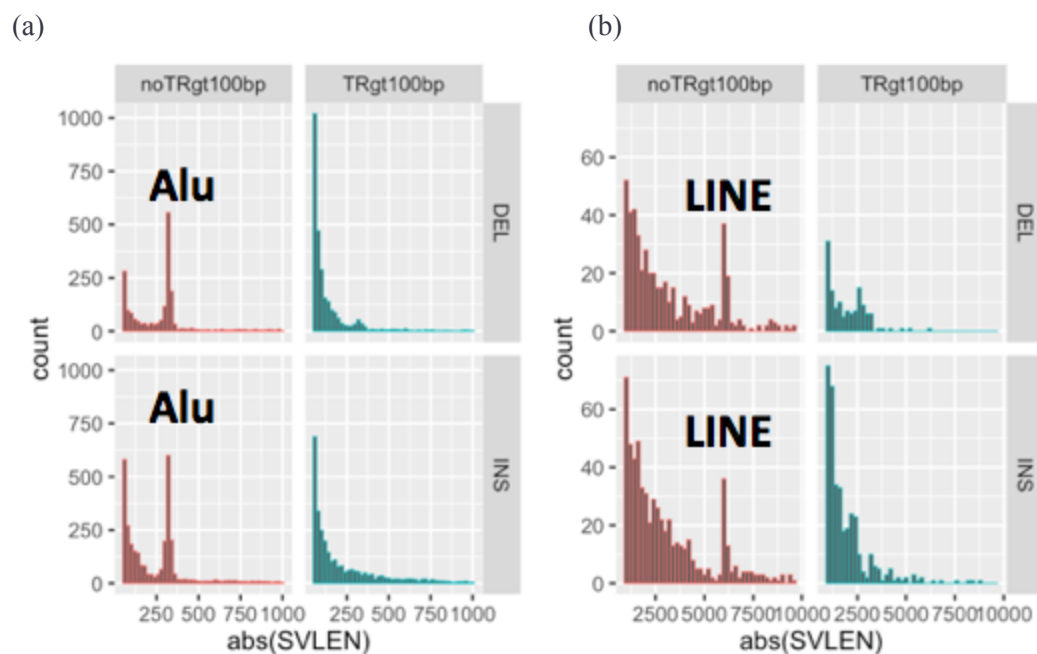 (a)
noTRgt100bp TRgt100bp
1000
750
500
250
0
Alu
DEL
1000
750
500
250
0
Alu
INS
count
250 500 750 1000 250 500 750 1000
abs(SVLEN)
(b)
noTRgt100bp TRgt100bp
60
40
20
0
LINE
DEL
60
40
20
0
LINE
INS
count
2500 5000 7500 10000 2500 5000 7500 10000
abs(SVLEN)